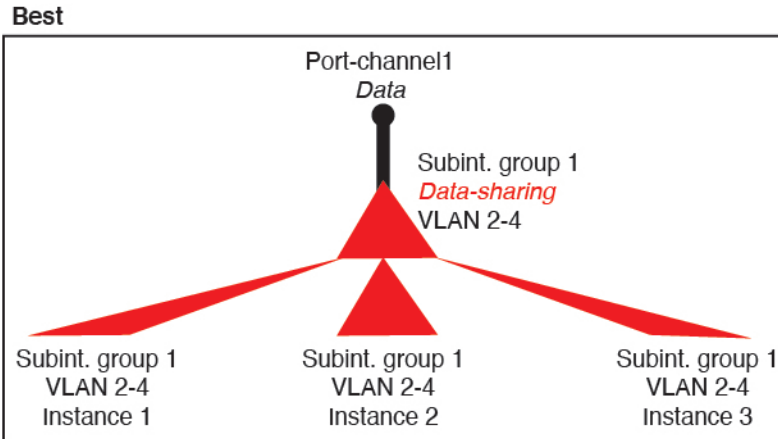 Best
Port-channel1
Data
Subint. group 1
Data-sharing
VLAN 2-4
Subint. group 1
VLAN 2-4
Instance 1
Subint. group 1
VLAN 2-4
Instance 2
Subint. group 1
VLAN 2-4
Instance 3